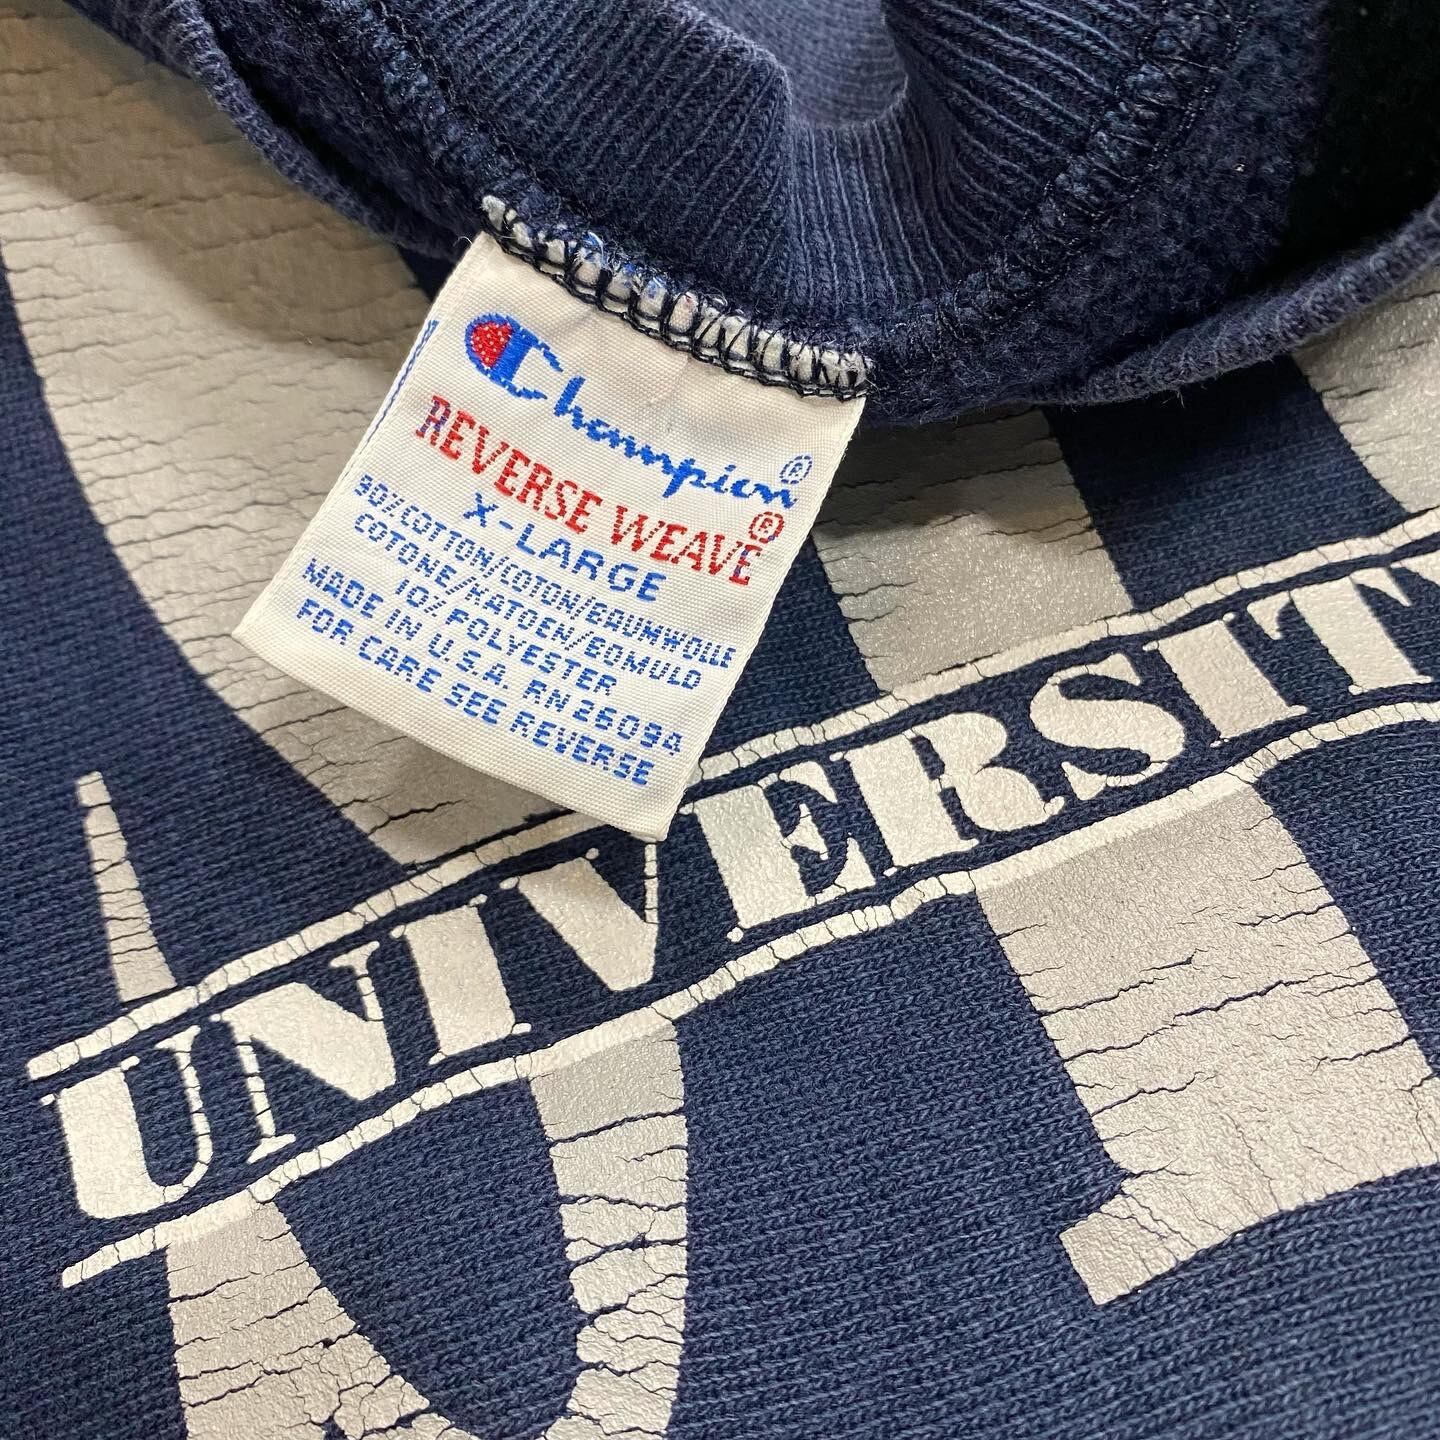 Champion®
REVERSE WEAVE®
X-LARGE
90%COTTON/COTON/BAUMWOLLE
COTONE/KATOEN/BOMULD
10%POLYESTER
MADE IN U.S.A. RN 26094
FOR CARE SEE REVERSE
UNIVERSITY